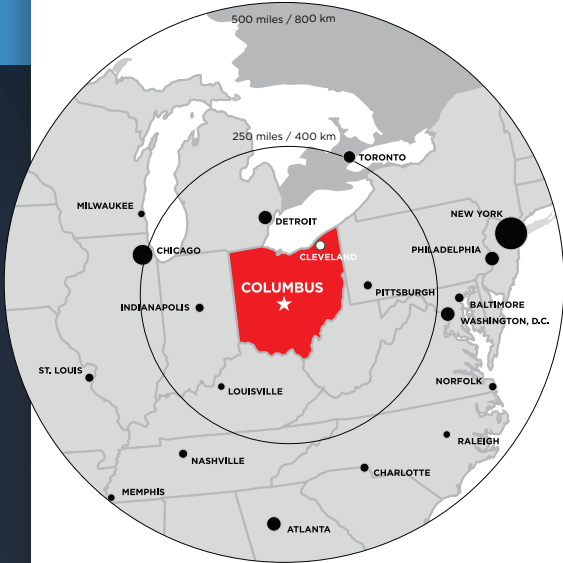 500 miles / 800 km
250 miles / 400 km
TORONTO
MILWAUKEE
DETROIT
NEW YORK
CHICAGO
CLEVELAND
PHILADELPHIA
COLUMBUS
PITTSBURGH
BALTIMORE
INDIANAPOLIS
WASHINGTON, D.C.
ST. LOUIS
NORFOLK
LOUISVILLE
RALEIGH
NASHVILLE
CHARLOTTE
MEMPHIS
ATLANTA